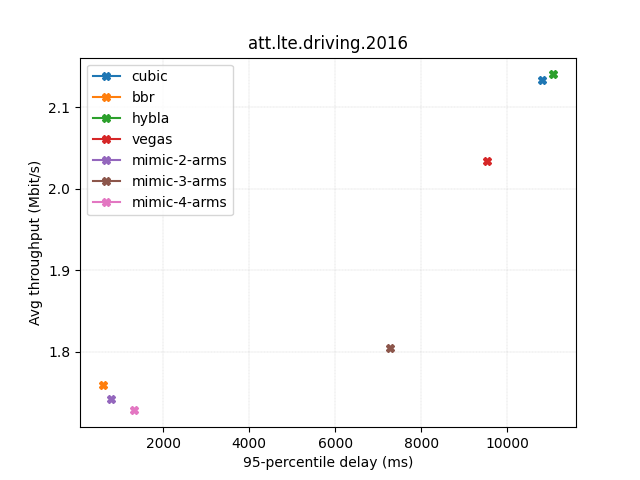 att.lte.driving.2016
cubic
bbr
hybla
vegas
mimic-2-arms
mimic-3-arms
mimic-4-arms
2.1
2.0
1.9
1.8
Avg throughput (Mbit/s)
2000 4000 6000 8000 10000
95-percentile delay (ms)